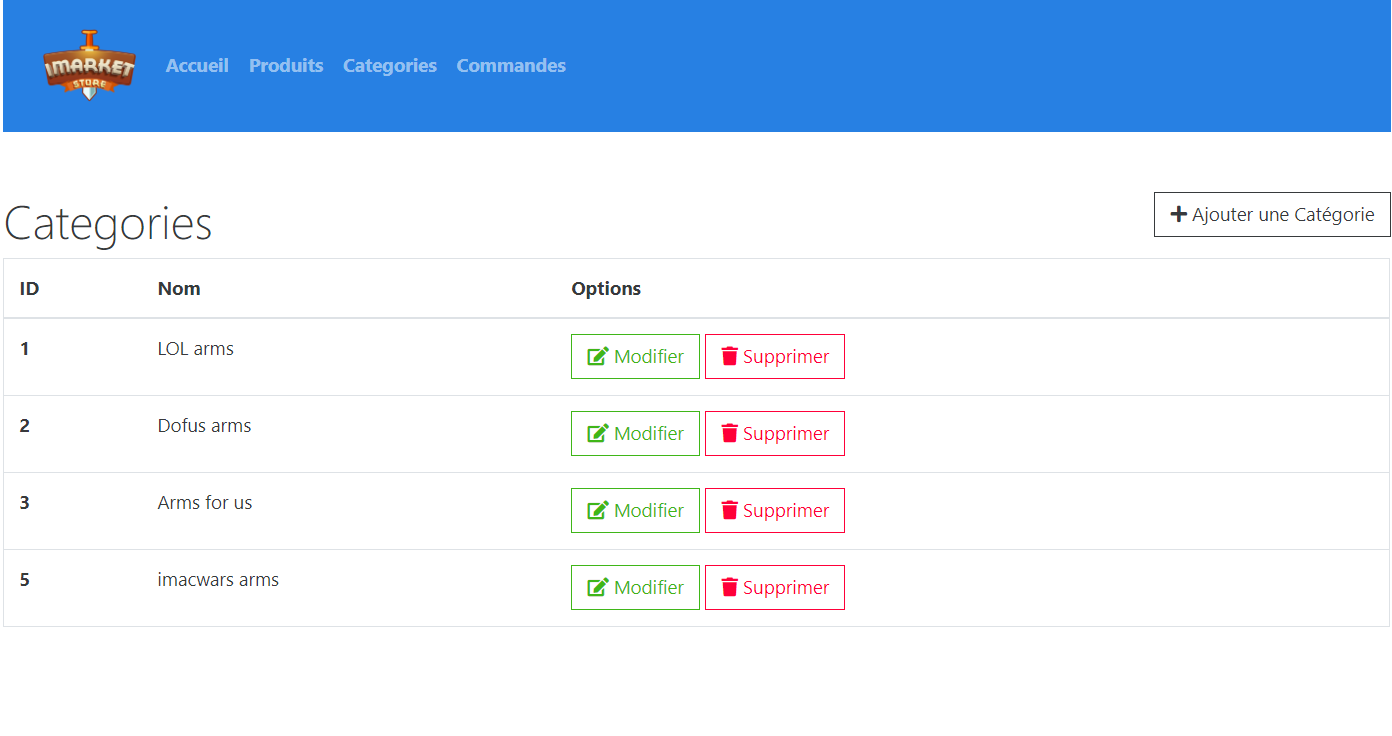 IMARKET
STORE
Accueil Produits Categories Commandes
Categories
Ajouter une Catégorie
ID Nom Options
1 LOL arms Modifier Supprimer
2 Dofus arms Modifier Supprimer
3 Arms for us Modifier Supprimer
5 imacwars arms Modifier Supprimer